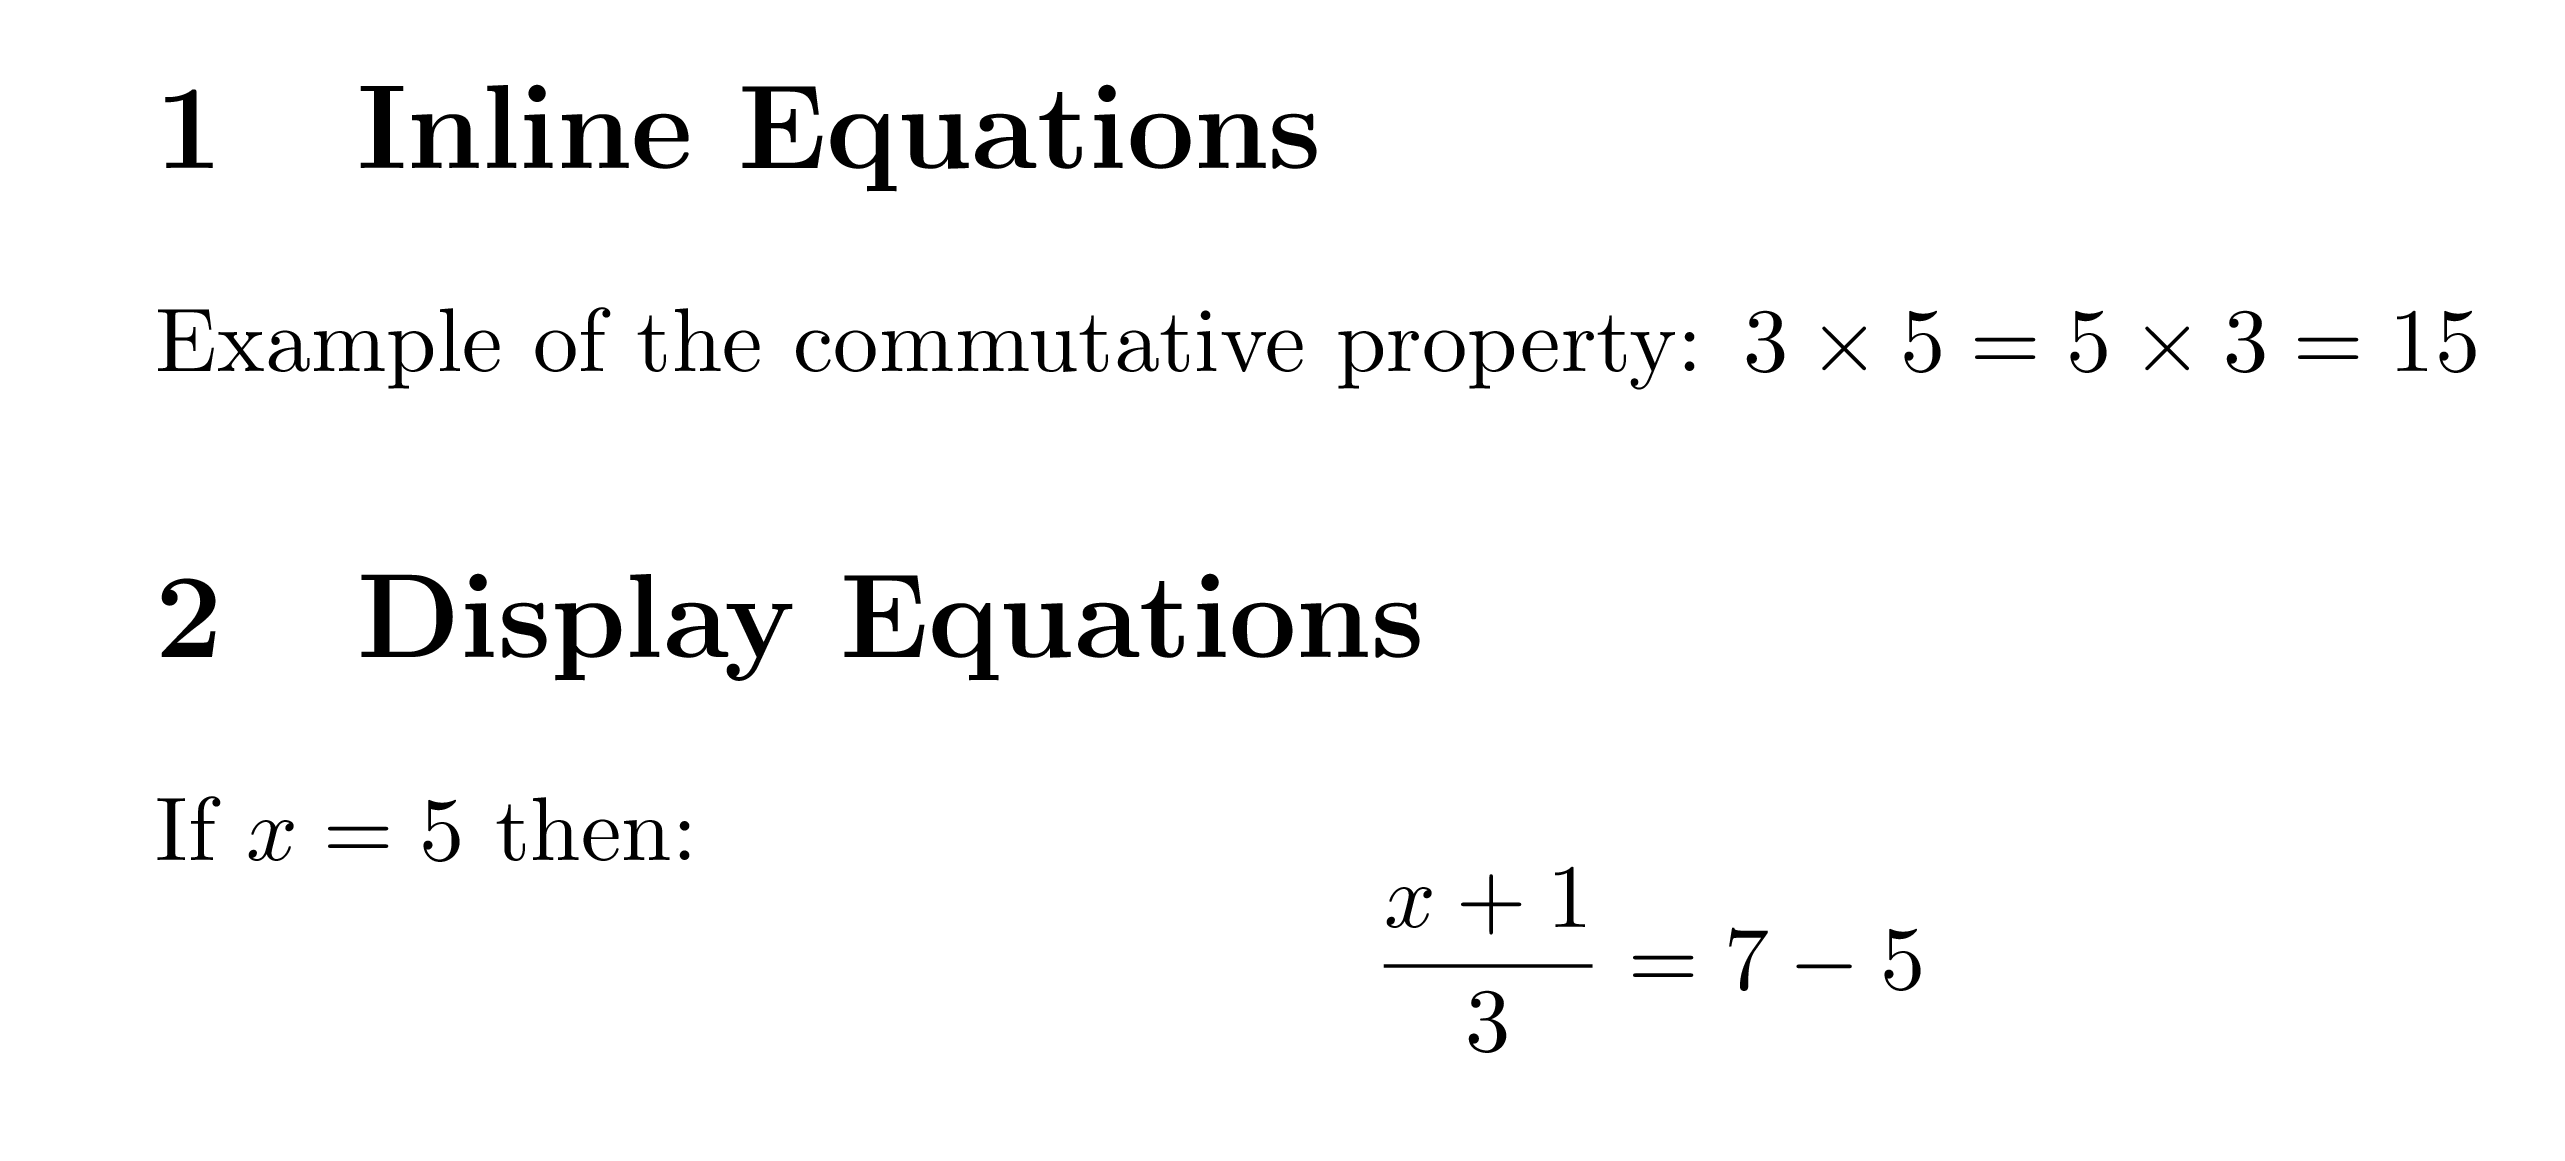 1 Inline Equations
Example of the commutative property: 3 × 5 = 5 × 3 = 15
2 Display Equations
If x = 5 then:
x + 1
/3 = 7 − 5